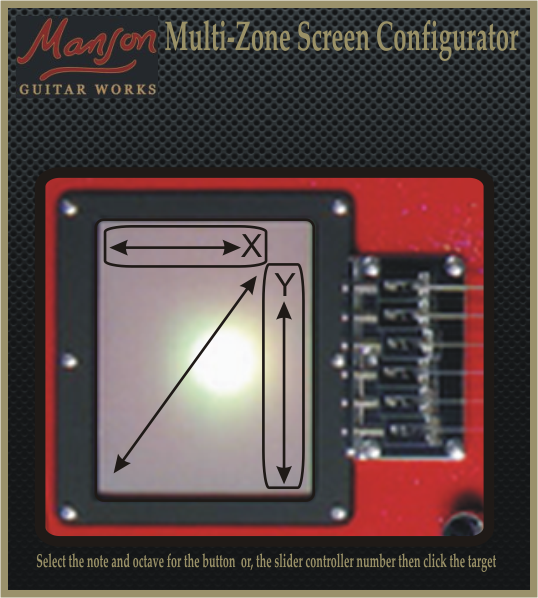 Manson Multi-Zone Screen Configurator
GUITAR WORKS
X
Y
Select the note and octave for the button or, the slider controller number then click the target